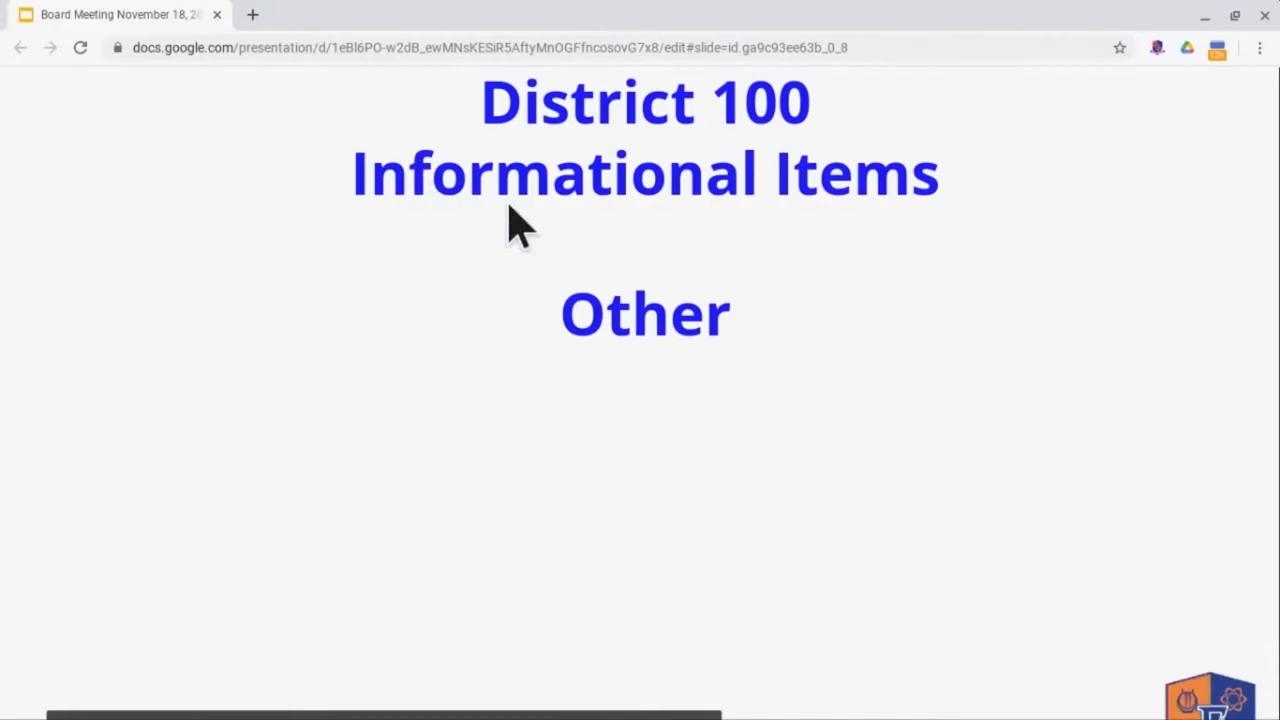 Board Meeting November 18, 20
docs.google.com/presentation/d/1eBl6PO-w2dB_ewMNsKESiR5AftyMnOGFfncosovG7x8/edit#slide=id.ga9c93ee63b_0_8
District 100
Informational Items
Other